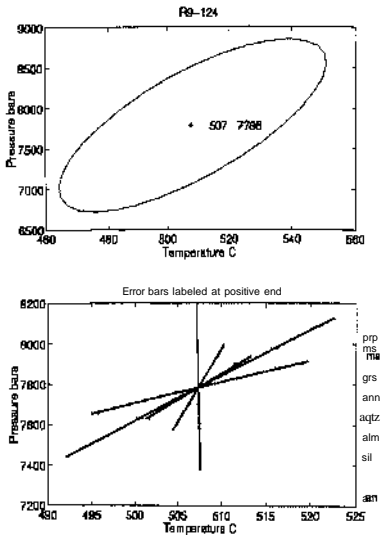 R9-124
9000
8500
8000
7500
7000
6500
Pressure bars
507 7788
460 480 500 520 540 560
Temperature C
Error bars labeled at positive end
8200
8000
7800
7600
7400
7200
Pressure bars
prp
ms
grs
ann
aqtz
alm
sil
490 495 500 505 510 515 520 525
Temperature C